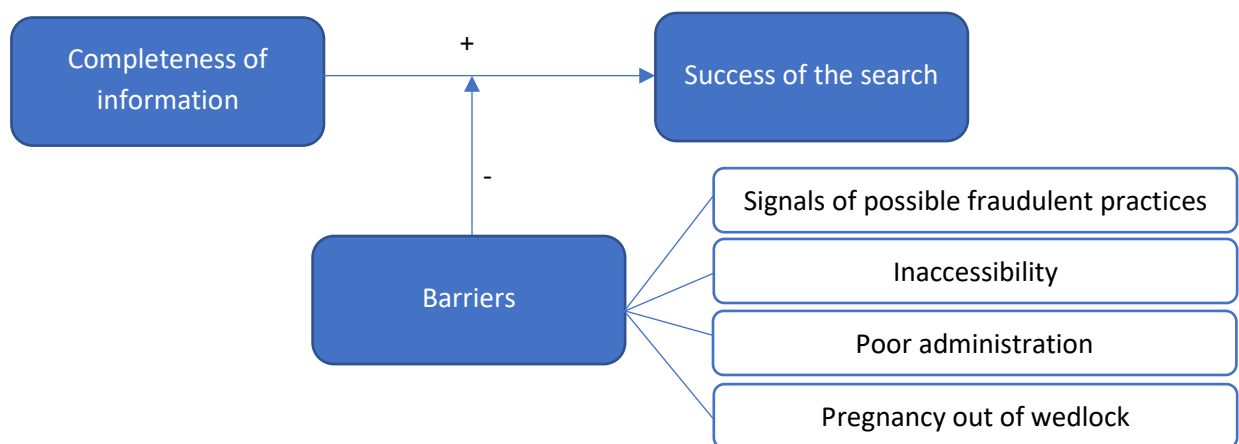 Completeness of
information
+
Success of the search
-
Signals of possible fraudulent practices
Inaccessibility
Barriers
Poor administration
Pregnancy out of wedlock